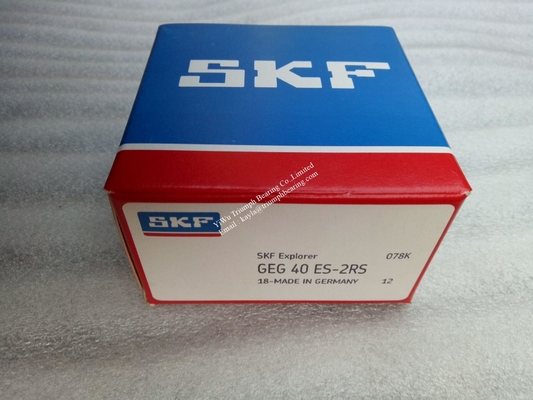 SKF
SKF
YiWu Triumph Bearing Co.,Limited
Email: kayla@triumphbearing.com
SKF Explorer 078K
GEG 40 ES-2RS
18-MADE IN GERMANY 12